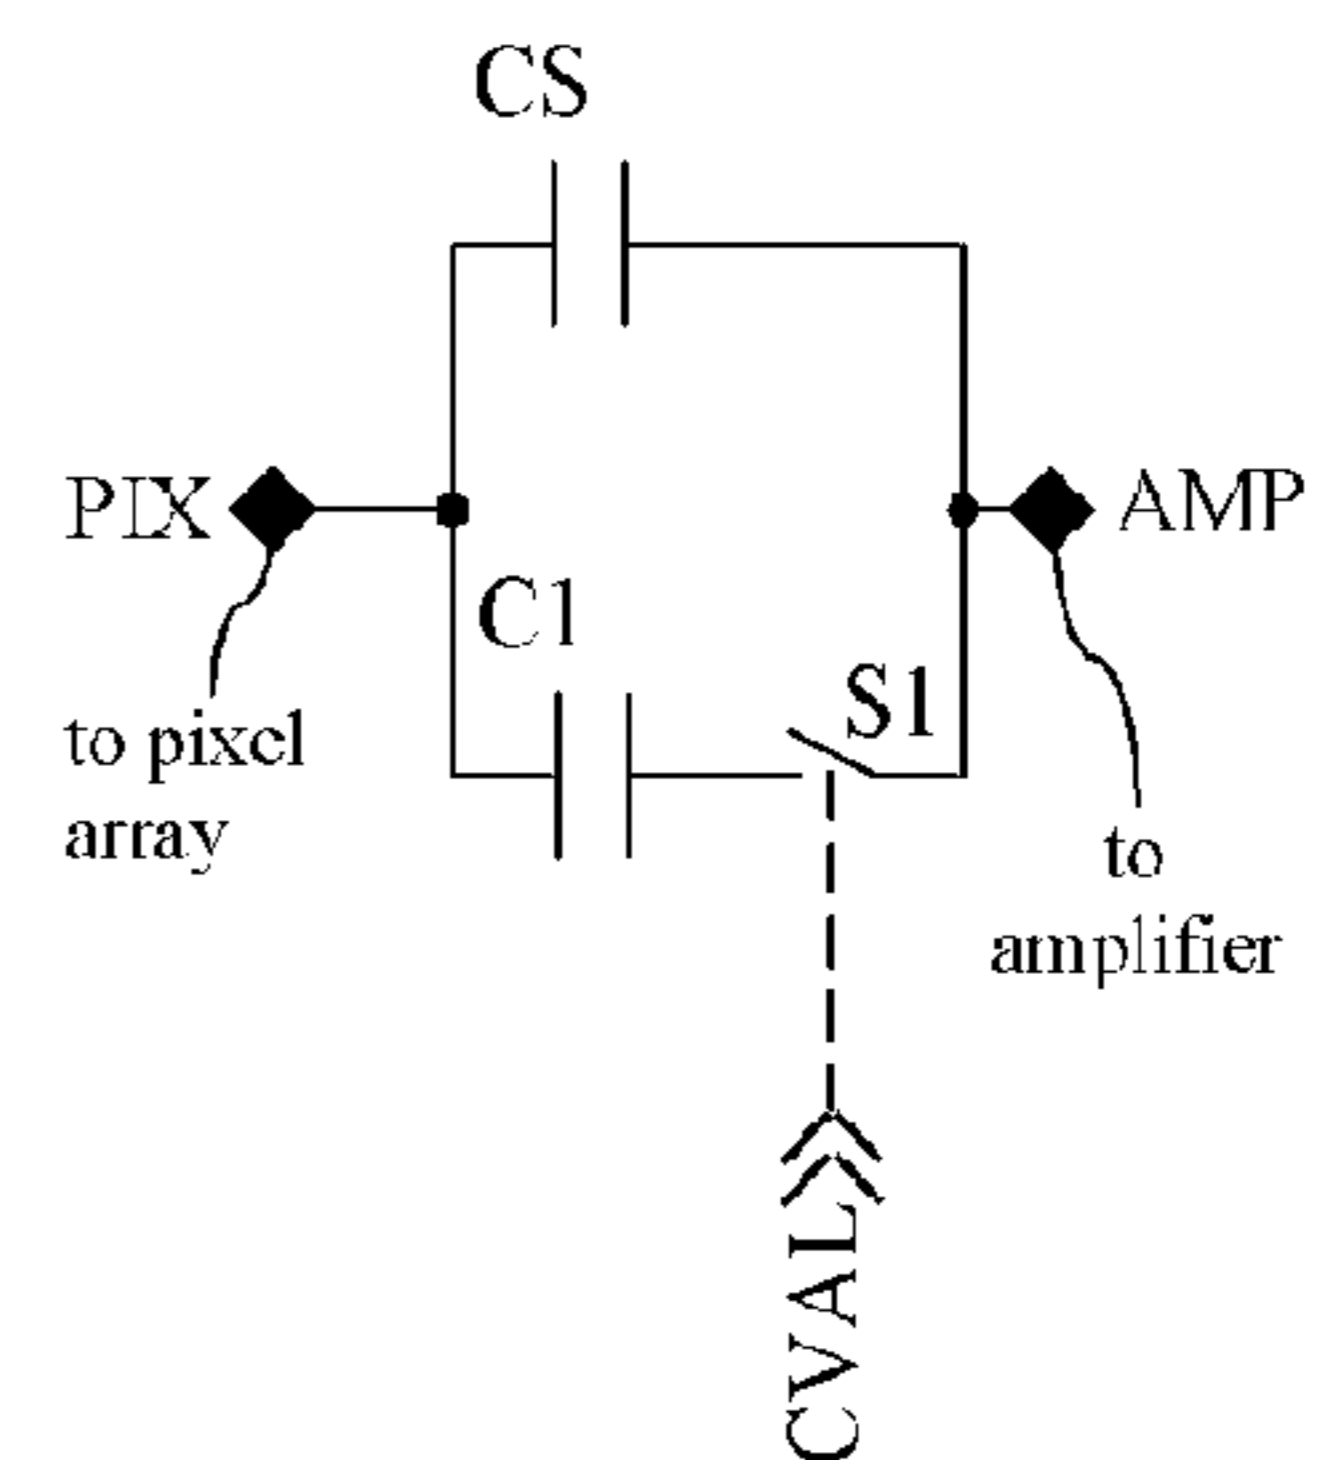 CS
PIX
AMP
C1
S1
to pixel
array
to
amplifier
CVAL